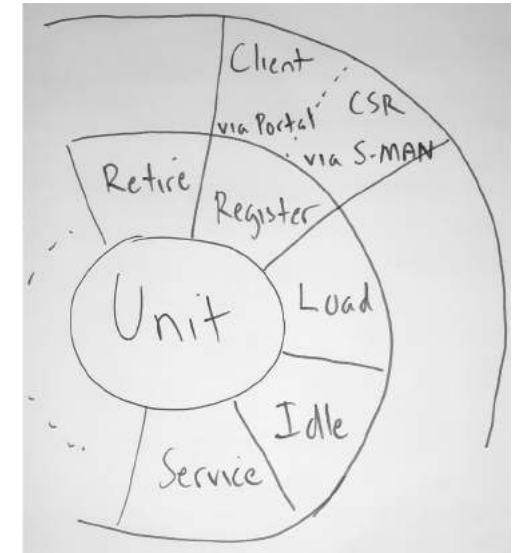 Client
CSR
via Portal
via S-MAN
Retire
Register
Unit
Load
Idle
Service